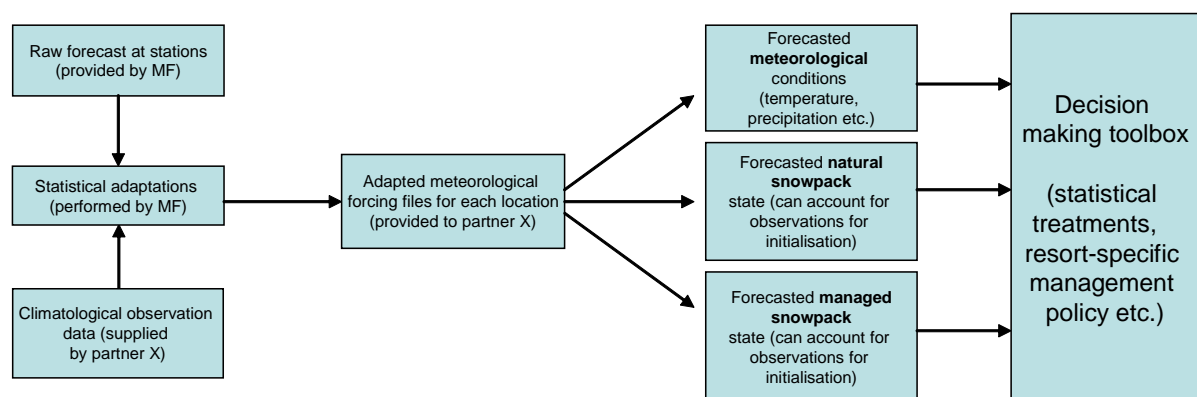 Raw forecast at stations
(provided by MF)
Statistical adaptations
(performed by MF)
Climatological observation
data (supplied
by partner X)
Adapted meteorological
forcing files for each location
(provided to partner X)
Forecasted
meteorological
conditions
(temperature,
precipitation etc.)
Forecasted natural
snowpack
state (can account for
observations for
initialisation)
Forecasted managed
snowpack
state (can account for
observations for
initialisation)
Decision
making toolbox
(statistical
treatments,
resort-specific
management
policy etc.)